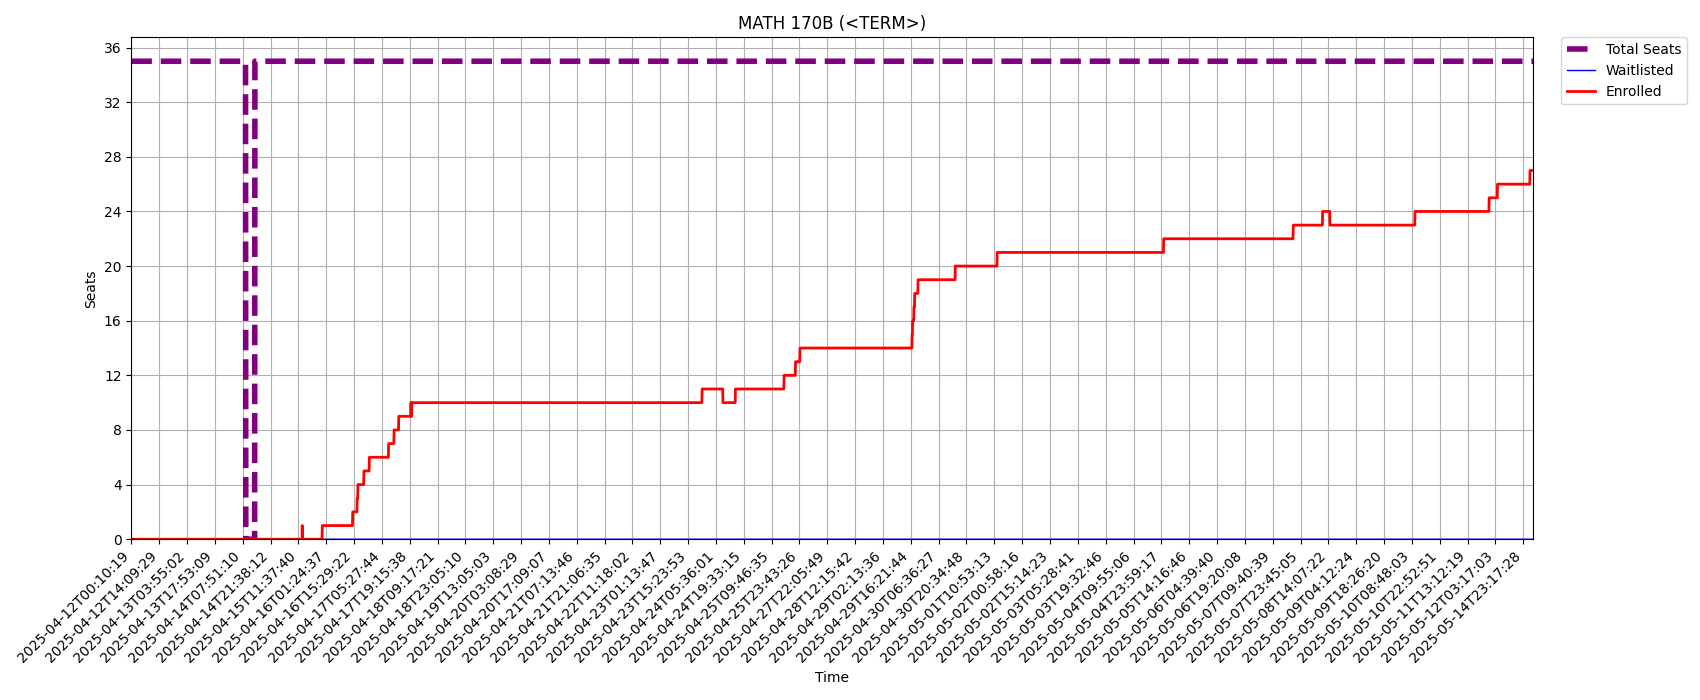 MATH 170B (<TERM>)
Total Seats
Waitlisted
Enrolled
36
32
28
24
20
16
12
8
4
0
Seats
2025-04-12T00:10:19
2025-04-12T14:09:29
2025-04-13T03:55:02
2025-04-13T17:53:09
2025-04-14T07:51:10
2025-04-14T21:38:12
2025-04-15T11:37:40
2025-04-16T01:24:37
2025-04-16T15:29:22
2025-04-17T05:27:44
2025-04-17T19:15:38
2025-04-18T09:17:21
2025-04-18T23:05:10
2025-04-19T13:05:03
2025-04-20T03:08:29
2025-04-20T17:09:07
2025-04-21T07:13:46
2025-04-21T21:06:35
2025-04-22T11:18:02
2025-04-23T01:13:47
2025-04-23T15:23:53
2025-04-24T05:36:01
2025-04-24T19:33:15
2025-04-25T09:46:35
2025-04-25T23:43:26
2025-04-27T22:05:49
2025-04-28T12:15:42
2025-04-29T02:13:36
2025-04-29T16:21:44
2025-04-30T06:36:27
2025-04-30T20:34:48
2025-05-01T10:53:13
2025-05-02T00:58:16
2025-05-02T15:14:23
2025-05-03T05:28:41
2025-05-03T19:32:46
2025-05-04T09:55:06
2025-05-04T23:59:17
2025-05-05T14:16:46
2025-05-06T04:39:40
2025-05-06T19:20:08
2025-05-07T09:40:39
2025-05-07T23:45:05
2025-05-08T14:07:22
2025-05-09T04:12:24
2025-05-09T18:26:20
2025-05-10T08:48:03
2025-05-10T22:52:51
2025-05-11T13:12:19
2025-05-12T03:17:03
2025-05-14T23:17:28
Time